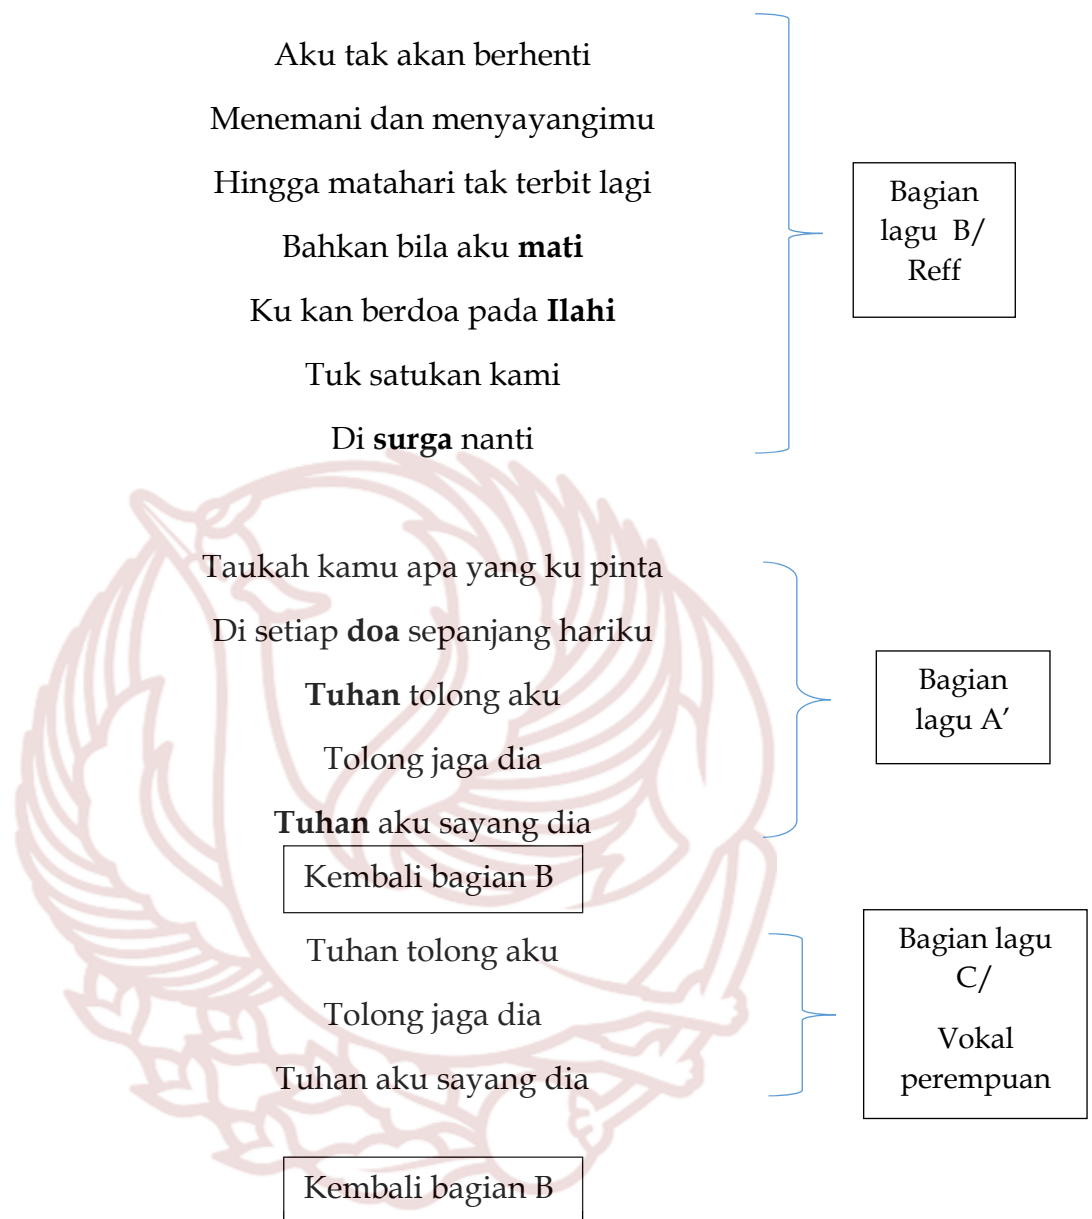 Aku tak akan berhenti
Menemani dan menyayangimu
Hingga matahari tak terbit lagi
Bahkan bila aku mati
Ku kan berdoa pada Ilahi
Tuk satukan kami
Di surga nanti
Bagian
lagu B/
Reff
Taukah kamu apa yang ku pinta
Di setiap doa sepanjang hariku
Tuhan tolong aku
Tolong jaga dia
Tuhan aku sayang dia
Bagian
lagu A’
Kembali bagian B
Tuhan tolong aku
Tolong jaga dia
Tuhan aku sayang dia
Bagian lagu
C/
Vokal
perempuan
Kembali bagian B